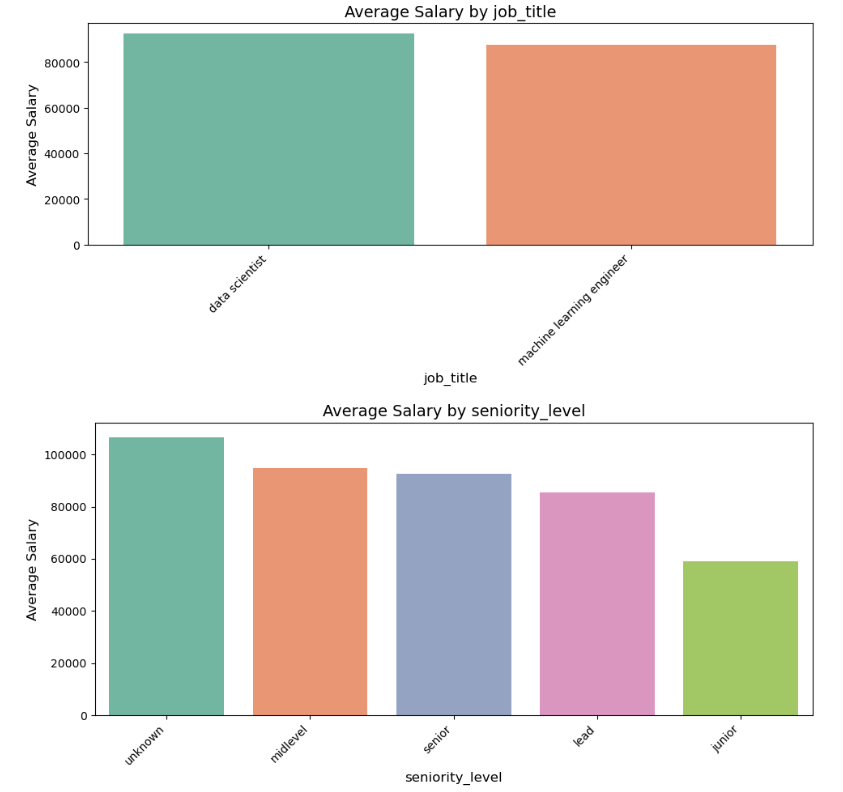 Average Salary by job_title
Average Salary
80000
60000
40000
20000
0
data scientist
machine learning engineer
job_title
Average Salary by seniority_level
Average Salary
100000
80000
60000
40000
20000
0
unknown
midlevel
senior
lead
junior
seniority_level